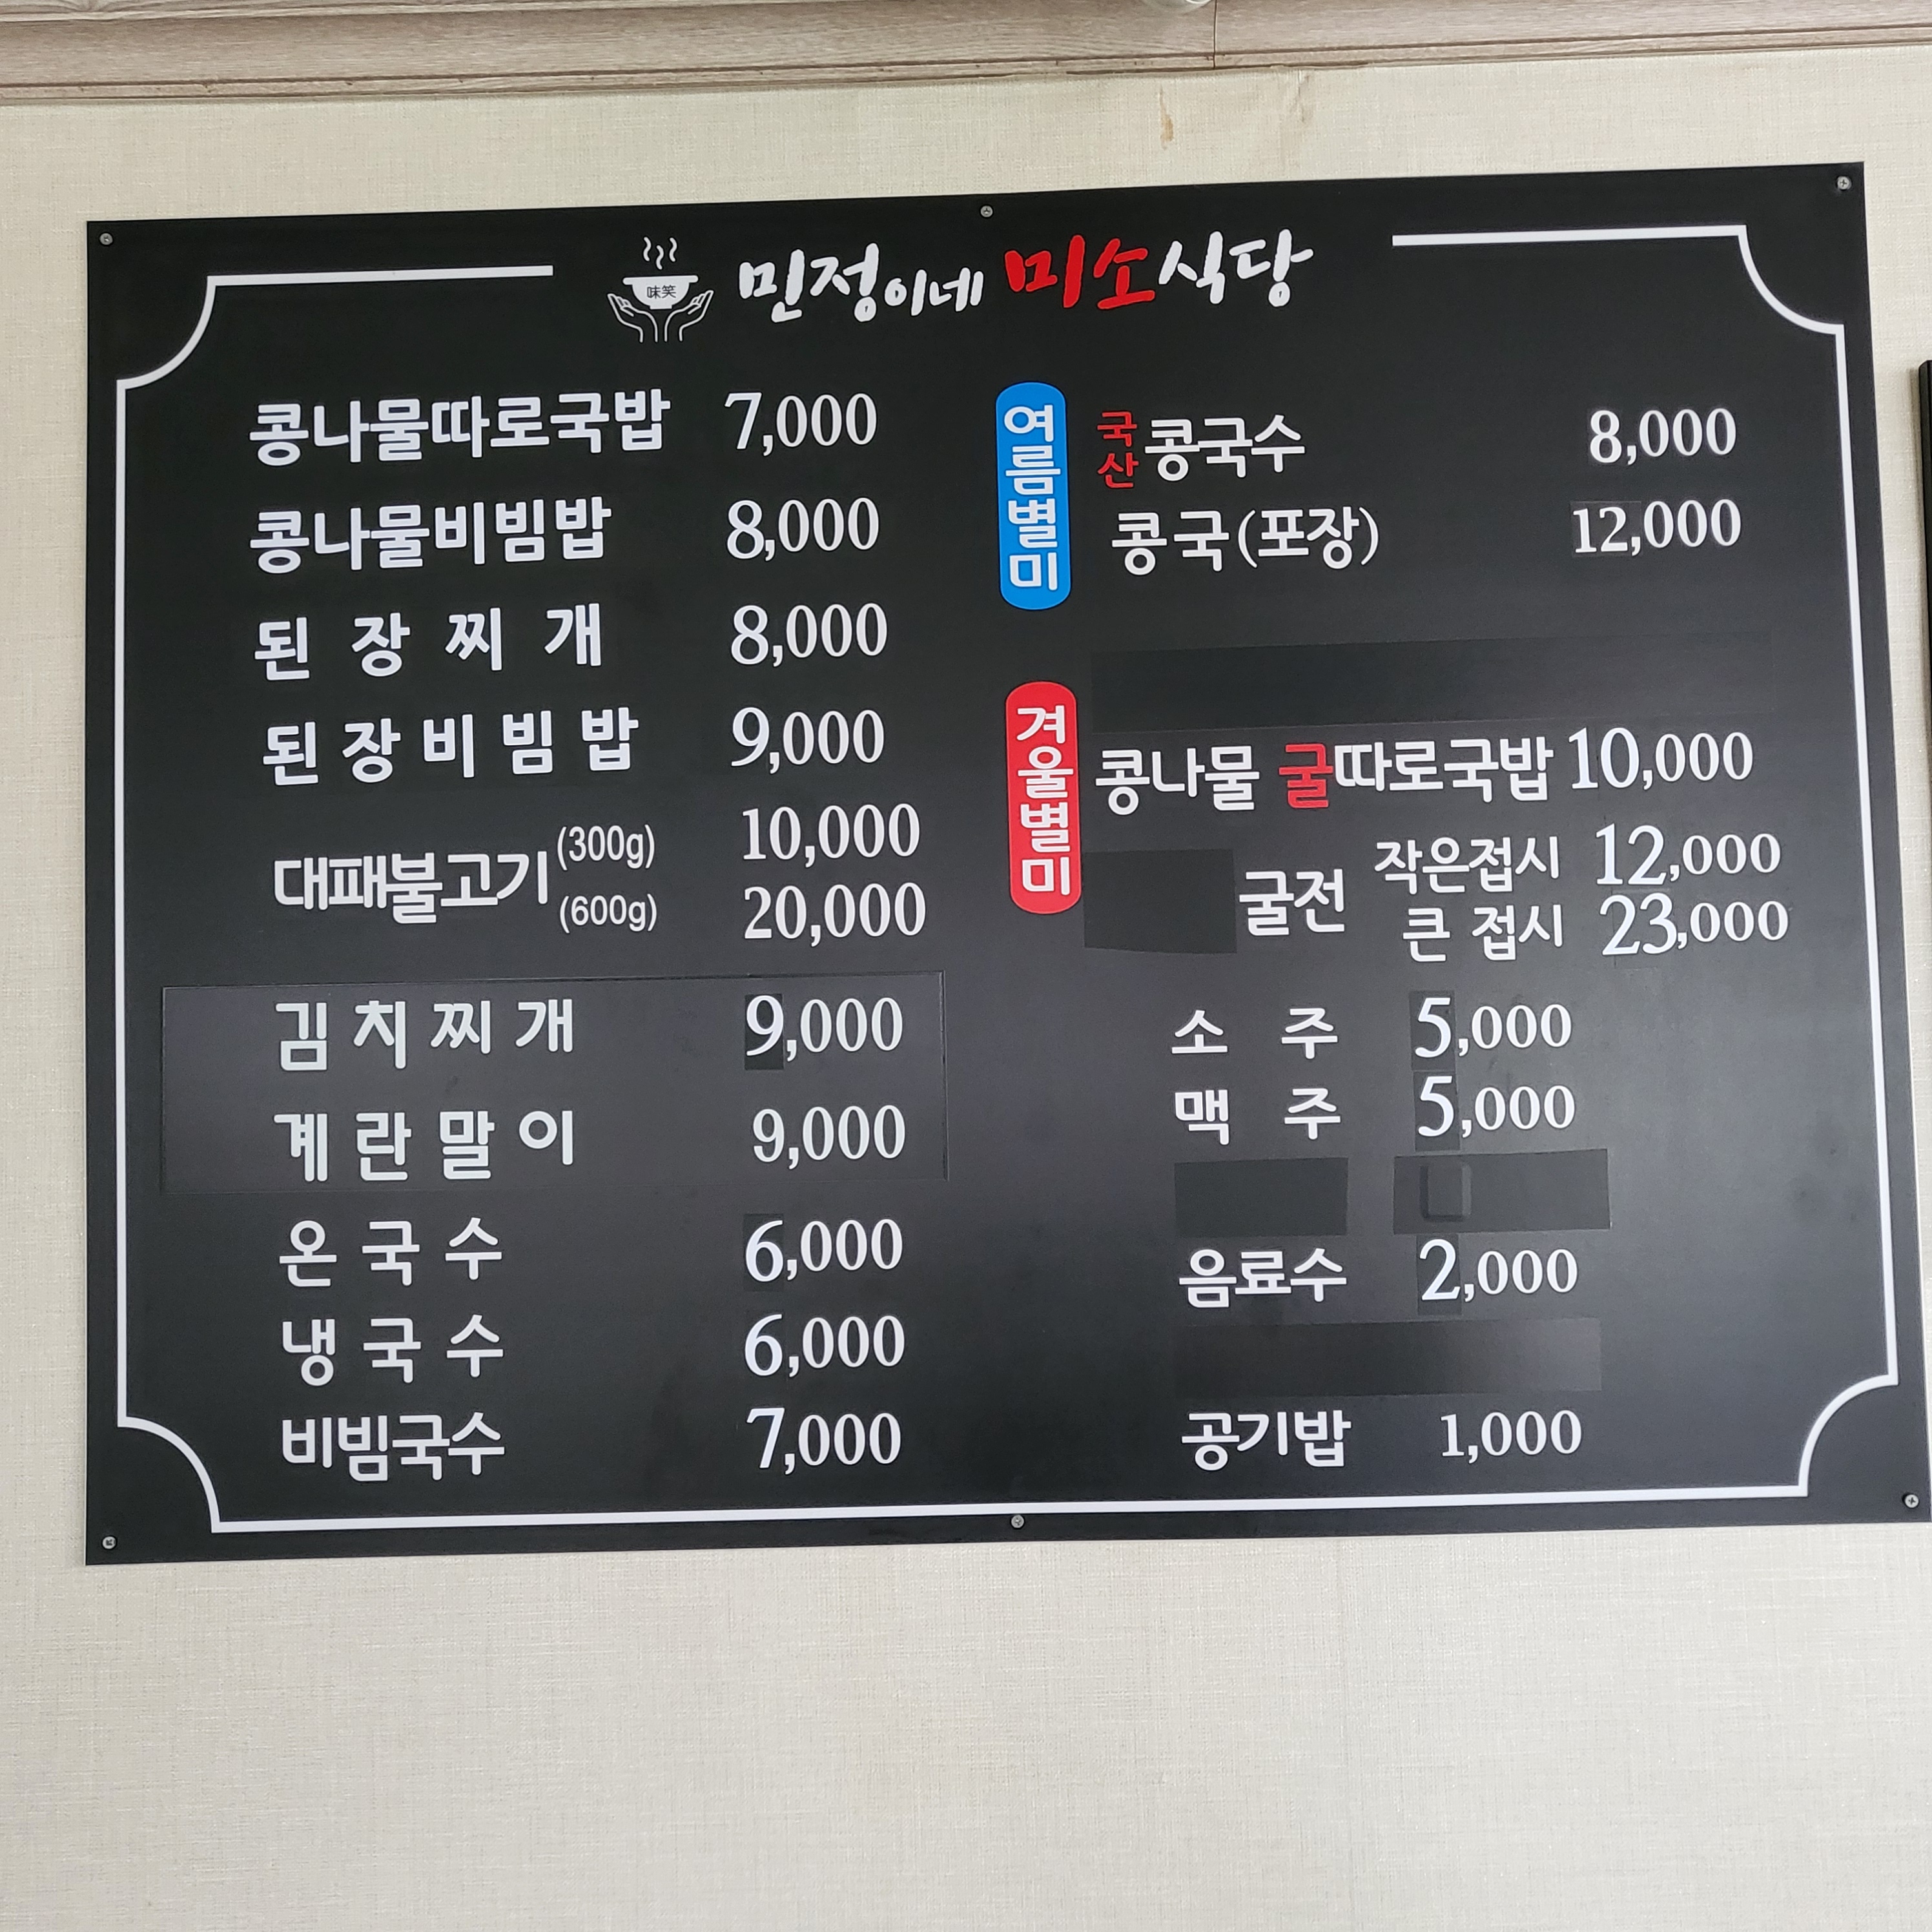 味笑
민정이네 미소식당
콩나물따로국밥 7,000
콩나물비빔밥 8,000
된장찌개 8,000
된장비빔밥 9,000
대패불고기 (300g) 10,000
(600g) 20,000
김치찌개 9,000
계란말이 9,000
온국수 6,000
냉국수 6,000
비빔국수 7,000
여름별미
국산 콩국수 8,000
콩국(포장) 12,000
겨울별미
콩나물 굴따로국밥 10,000
굴전 작은접시 12,000
큰 접시 23,000
소주 5,000
맥주 5,000
음료수 2,000
공기밥 1,000